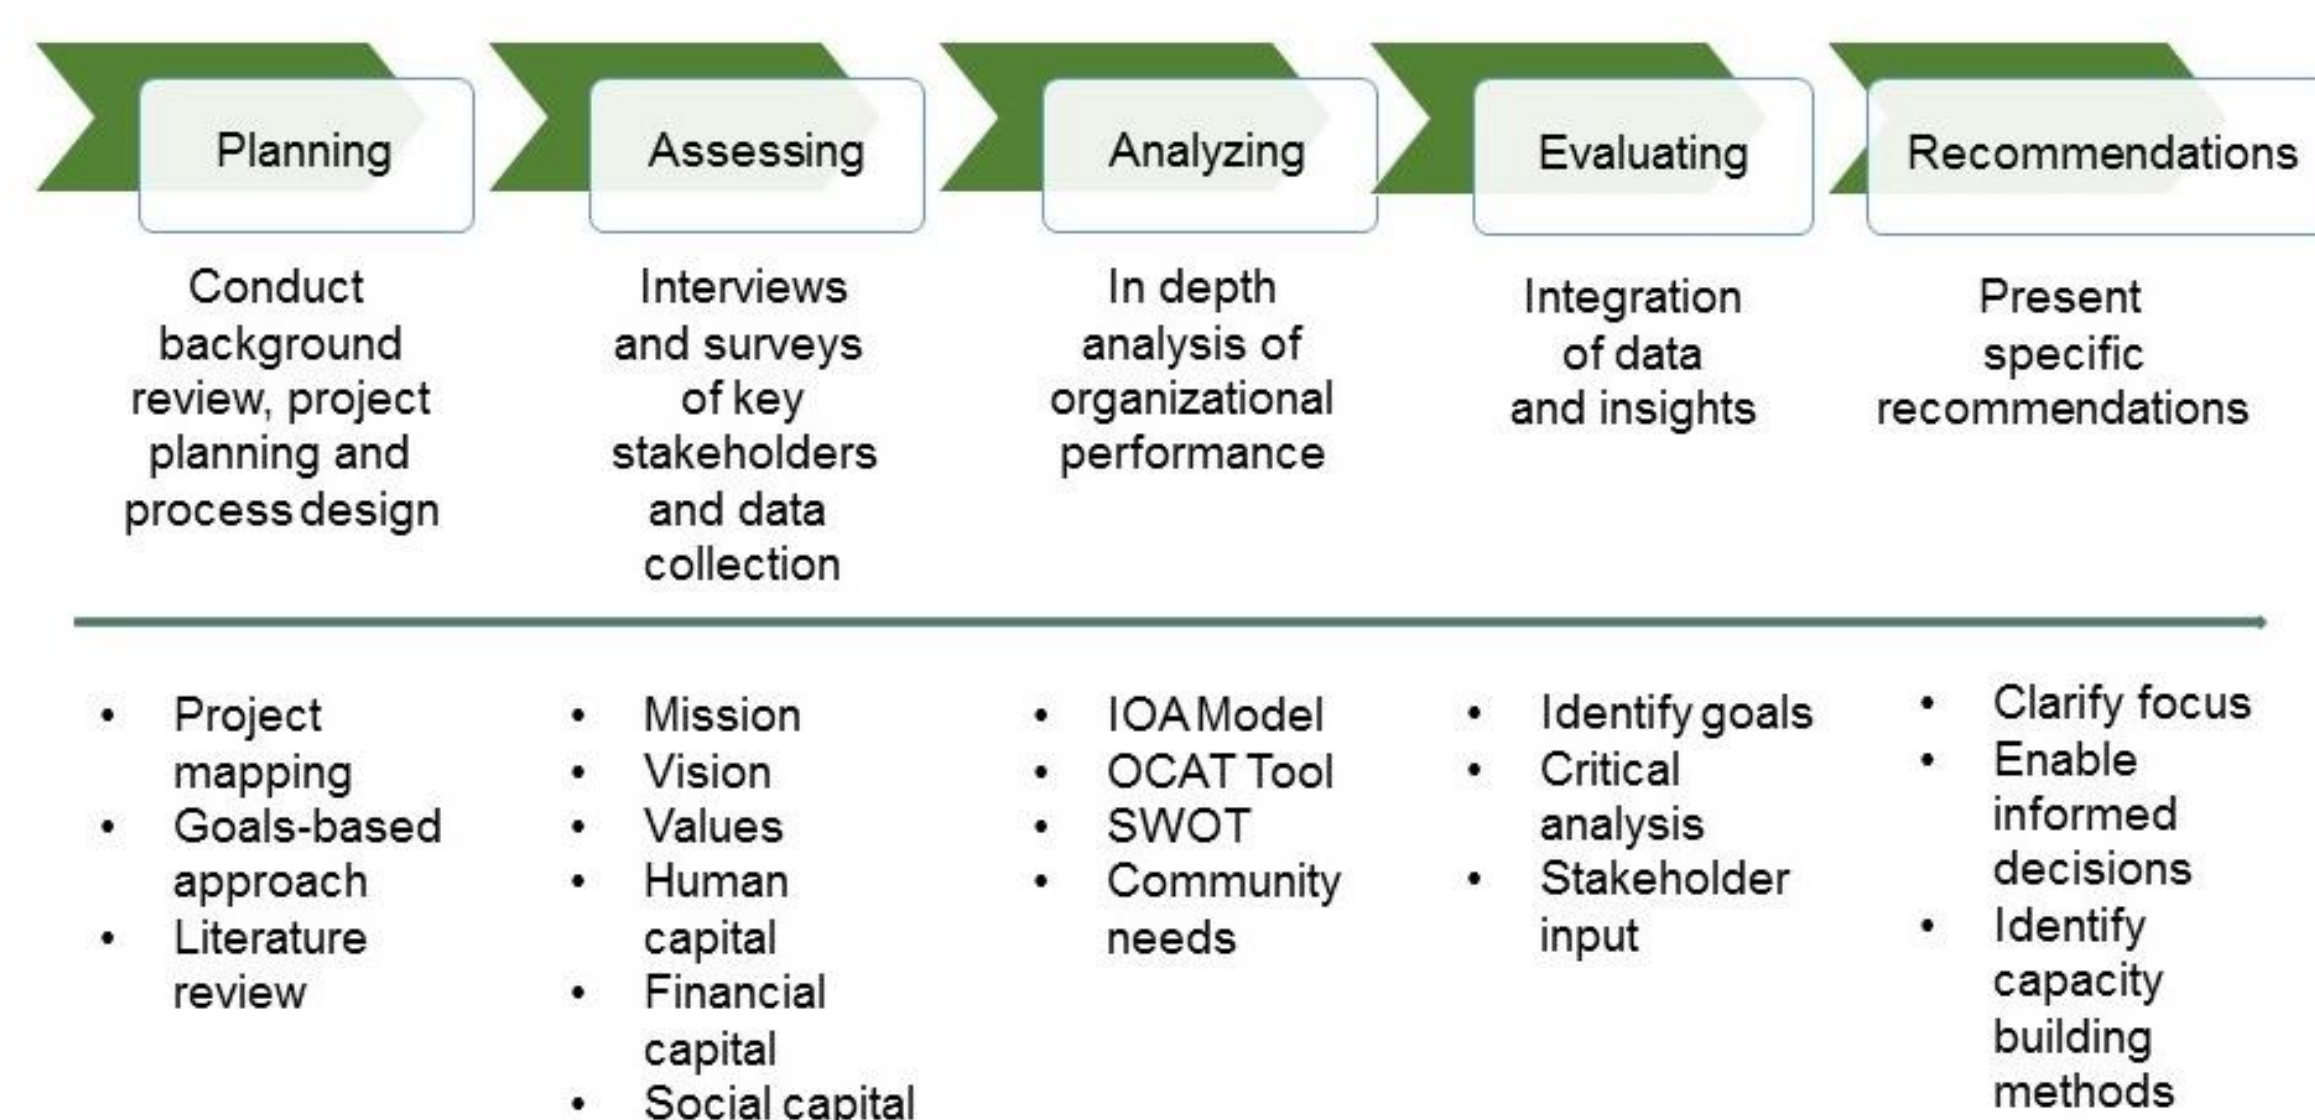 Planning
Assessing
Analyzing
Evaluating
Recommendations
Conduct
background
review, project
planning and
process design
Interviews
and surveys
of key
stakeholders
and data
collection
In depth
analysis of
organizational
performance
Integration
of data
and insights
Present
specific
recommendations
• Project
mapping
• Goals-based
approach
• Literature
review
• Mission
• Vision
• Values
• Human
capital
• Financial
capital
• Social capital
• IOA Model
• OCAT Tool
• SWOT
• Community
needs
• Identify goals
• Critical
analysis
• Stakeholder
input
• Clarify focus
• Enable
informed
decisions
• Identify
capacity
building
methods